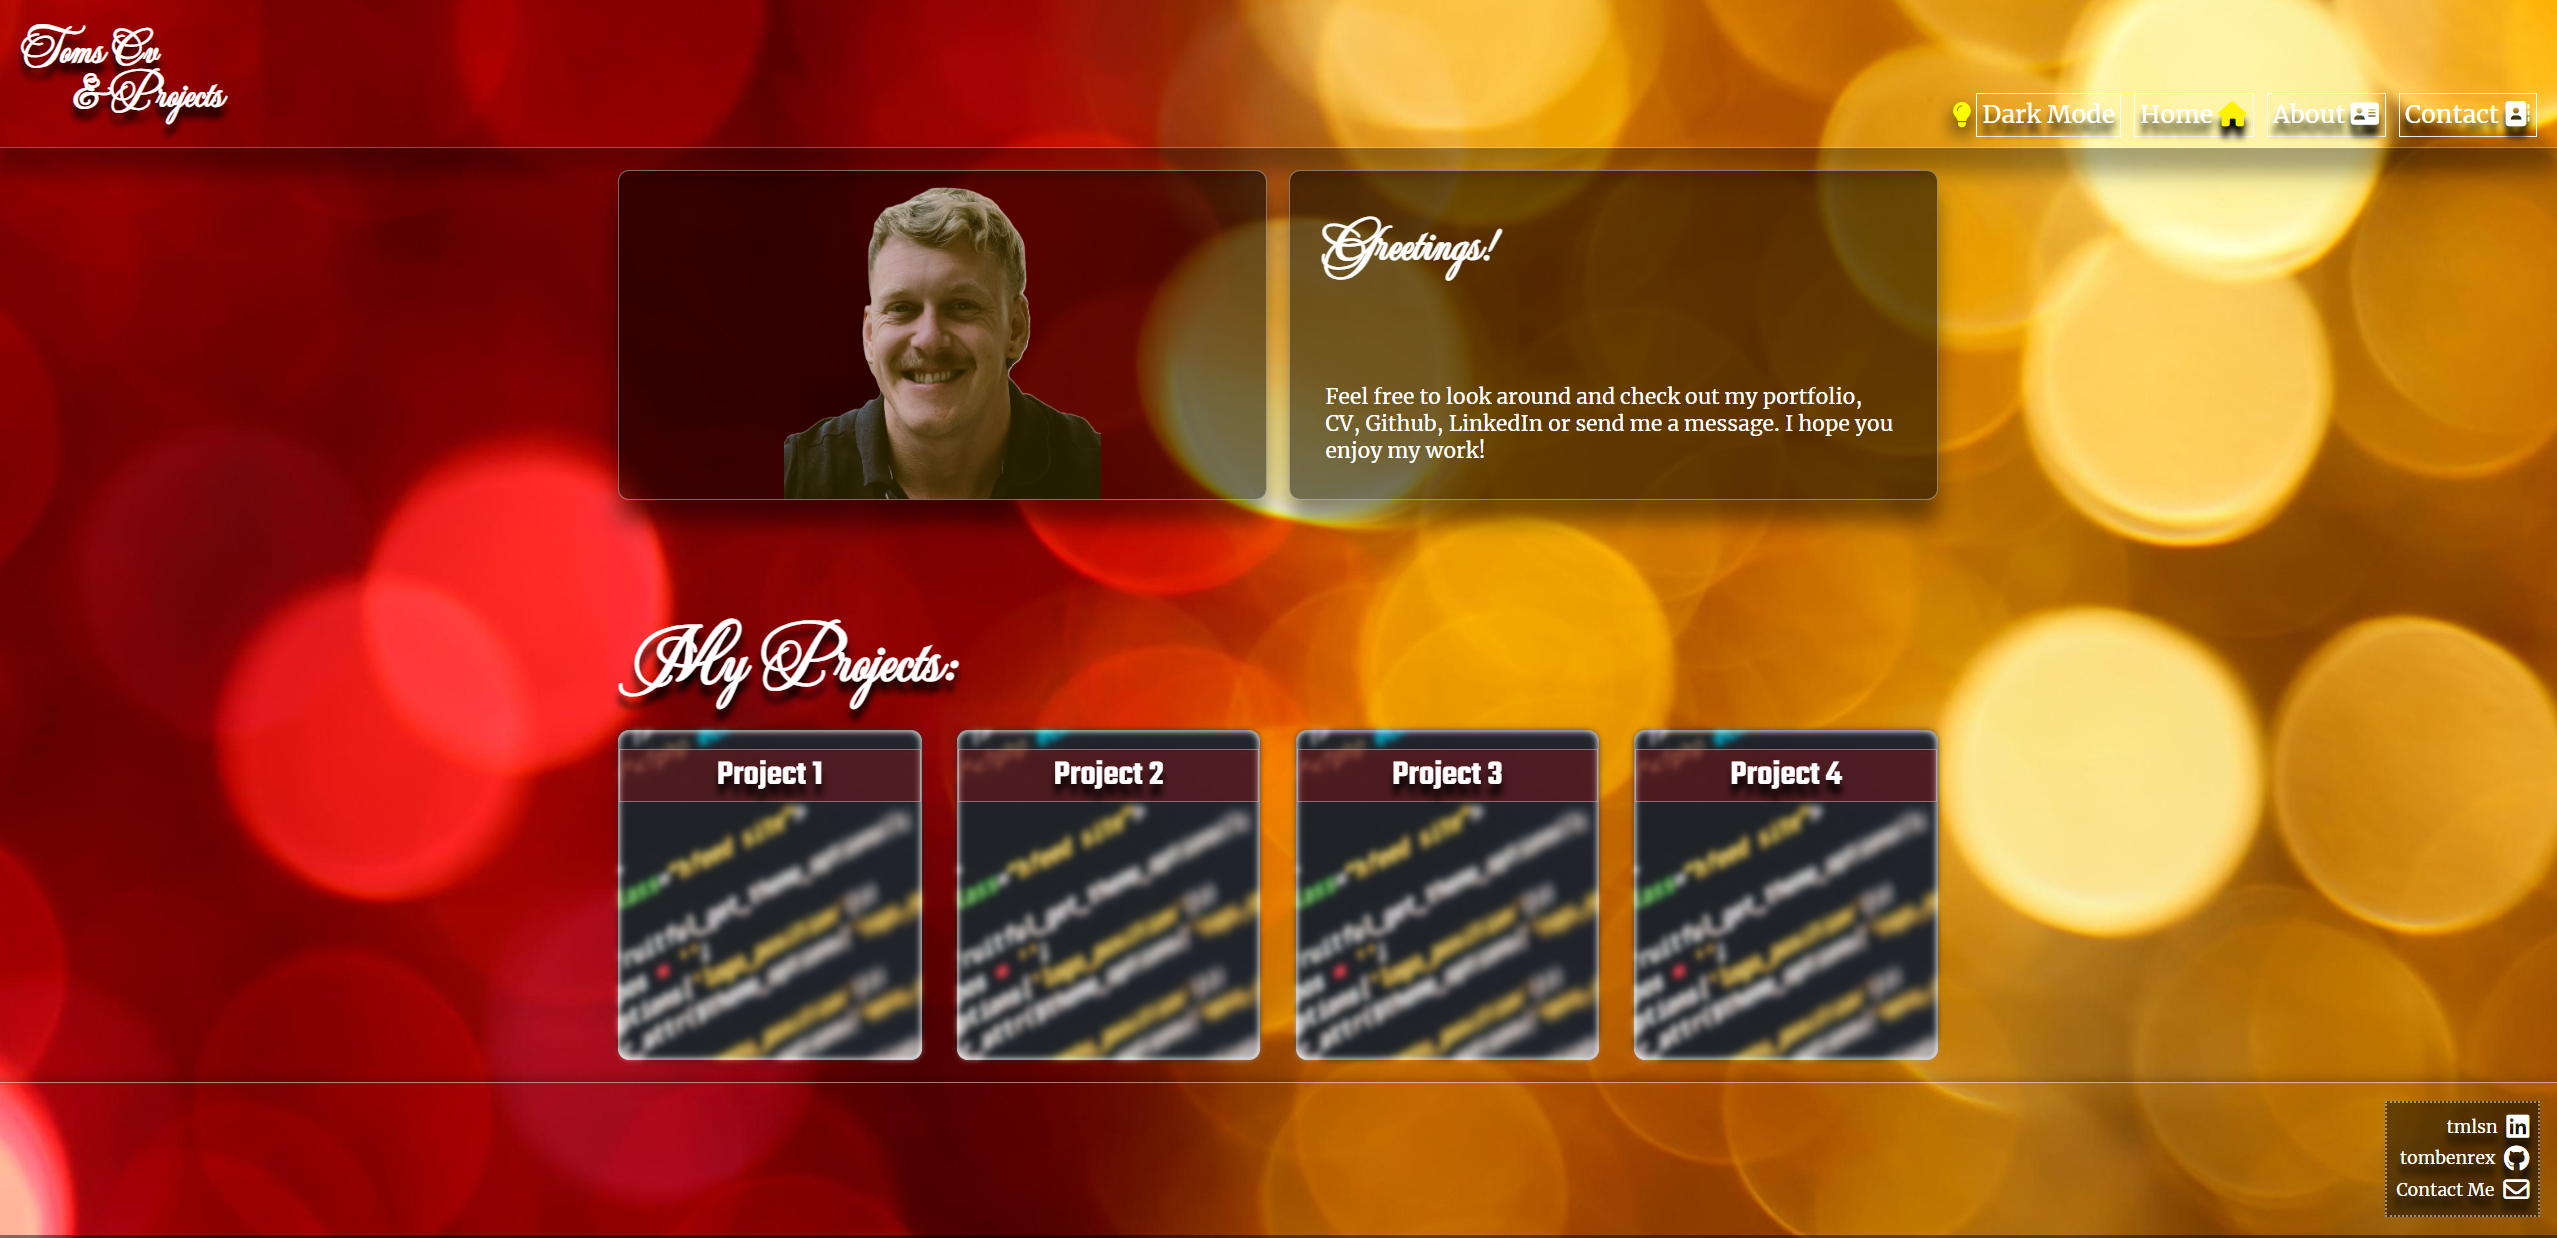 Toms Cv
& Projects
Dark Mode
Home
About
Contact
Greetings!
Feel free to look around and check out my portfolio,
CV, Github, LinkedIn or send me a message. I hope you
enjoy my work!
My Projects:
Project 1
Project 2
Project 3
Project 4
tmlsn
tombenrex
Contact Me